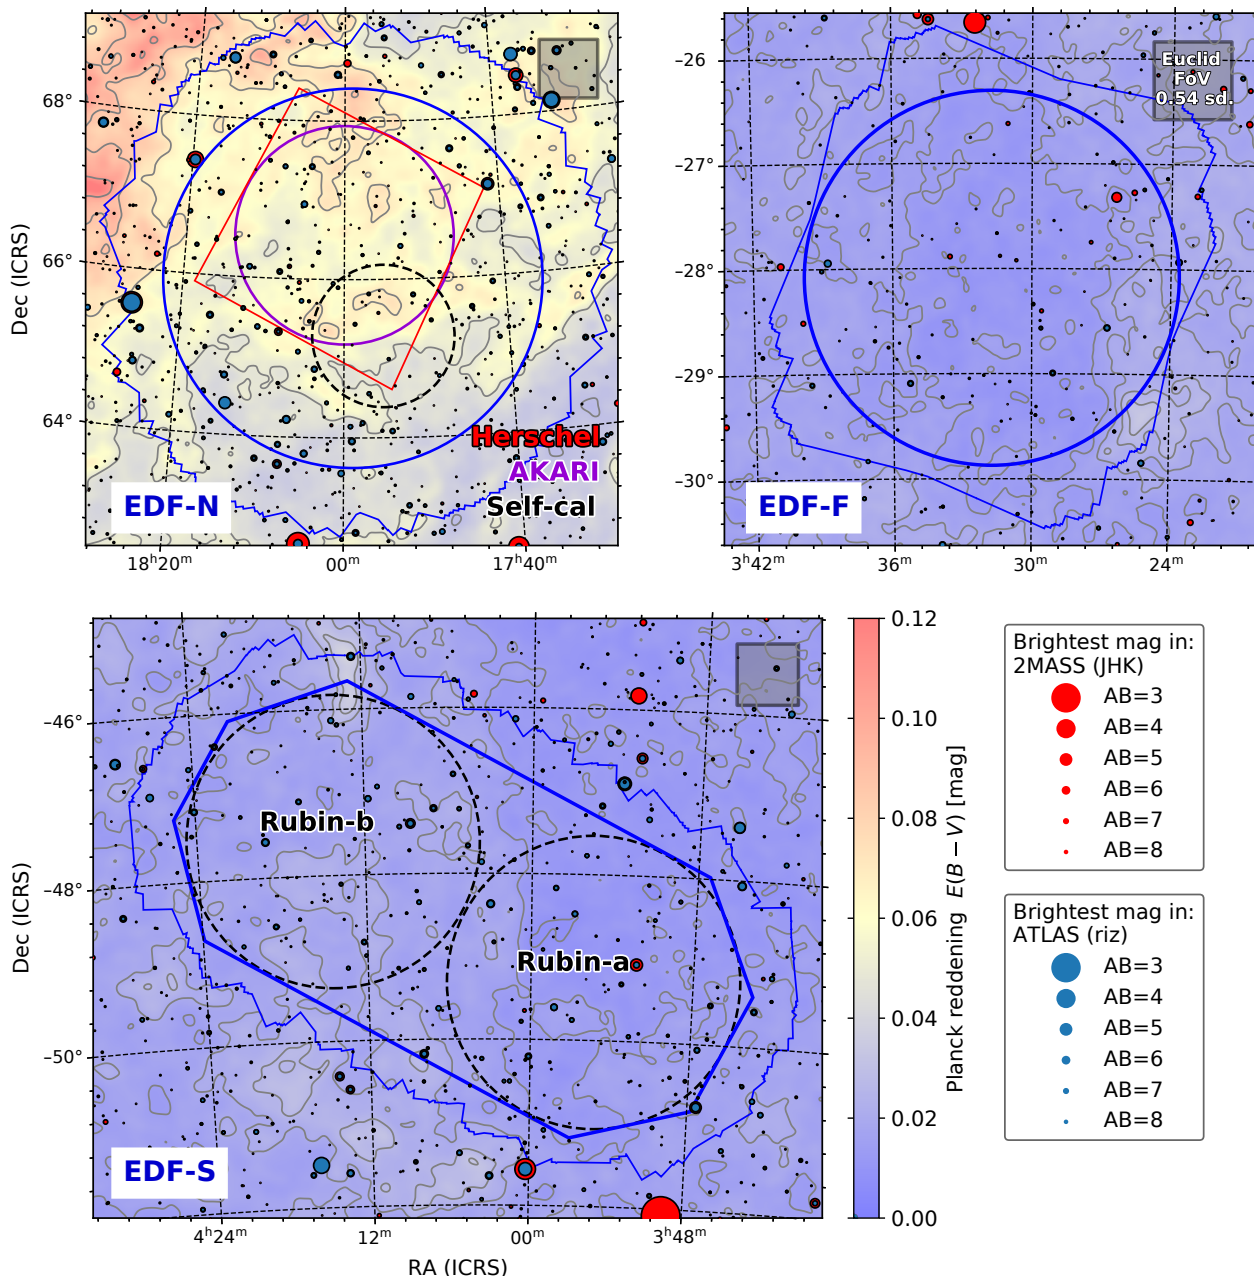 68°
66°
64°
Dec (ICRS)
Herschel
AKARI
Self-cal
EDF-N
18ʰ20ᵐ
00ᵐ
17ʰ40ᵐ
Euclid
FoV
0.54 sd.
-26°
-27°
-28°
-29°
-30°
EDF-F
3ʰ42ᵐ
36ᵐ
30ᵐ
24ᵐ
-46°
-48°
-50°
Dec (ICRS)
Rubin-b
Rubin-a
EDF-S
4ʰ24ᵐ
12ᵐ
00ᵐ
3ʰ48ᵐ
RA (ICRS)
0.12
0.10
0.08
0.06
0.04
0.02
0.00
Planck reddening E(B − V) [mag]
Brightest mag in:
2MASS (JHK)
AB=3
AB=4
AB=5
AB=6
AB=7
AB=8
Brightest mag in:
ATLAS (riz)
AB=3
AB=4
AB=5
AB=6
AB=7
AB=8